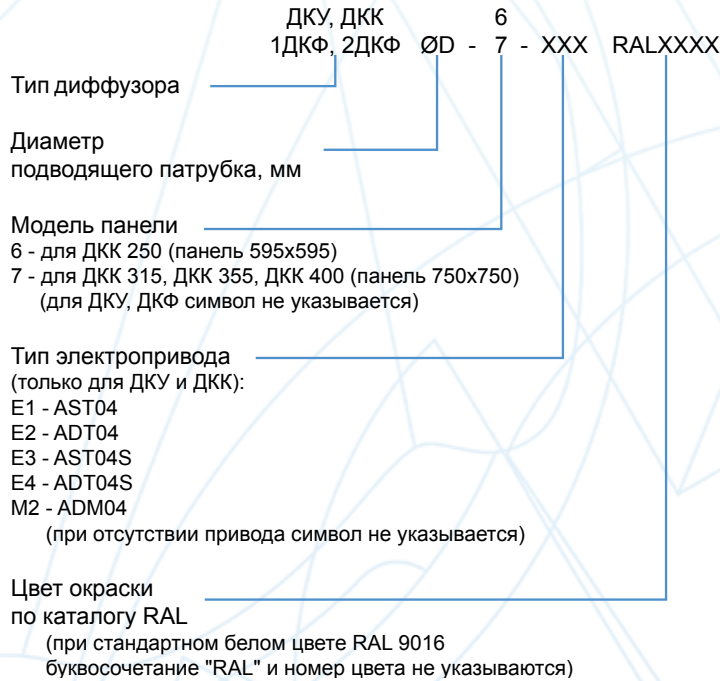 ДКУ, ДКК 6
1ДКФ, 2ДКФ ØD - 7 - XXX RALXXXX
Тип диффузора
Диаметр
подводящего патрубка, мм
Модель панели
6 - для ДКК 250 (панель 595х595)
7 - для ДКК 315, ДКК 355, ДКК 400 (панель 750х750)
(для ДКУ, ДКФ символ не указывается)
Тип электропривода
(только для ДКУ и ДКК):
E1 - AST04
E2 - ADT04
E3 - AST04S
E4 - ADT04S
M2 - ADM04
(при отсутствии привода символ не указывается)
Цвет окраски
по каталогу RAL
(при стандартном белом цвете RAL 9016
буквосочетание "RAL" и номер цвета не указываются)